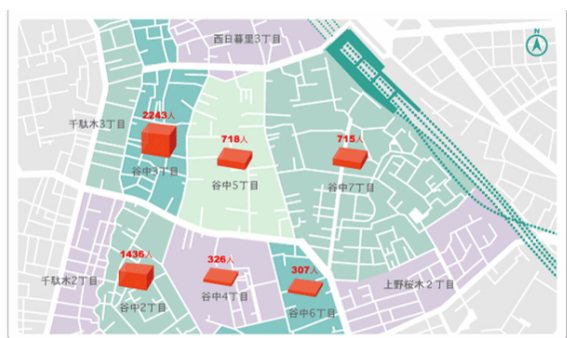 西日暮里3丁目
N
千駄木3丁目
2243人
谷中3丁目
718人
谷中5丁目
715人
谷中7丁目
千駄木2丁目
1436人
谷中2丁目
326人
谷中4丁目
307人
谷中6丁目
上野桜木2丁目